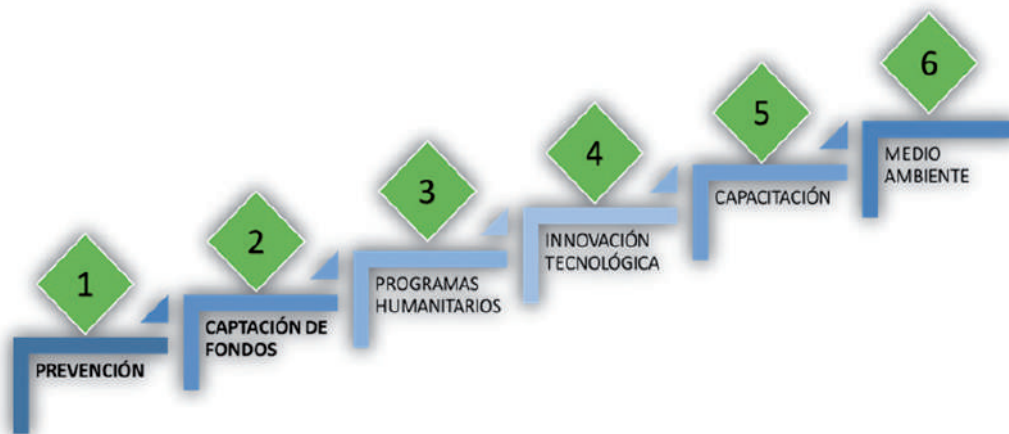 1
PREVENCIÓN
2
CAPTACIÓN DE
FONDOS
3
PROGRAMAS
HUMANITARIOS
4
INNOVACIÓN
TECNOLÓGICA
5
CAPACITACIÓN
6
MEDIO
AMBIENTE